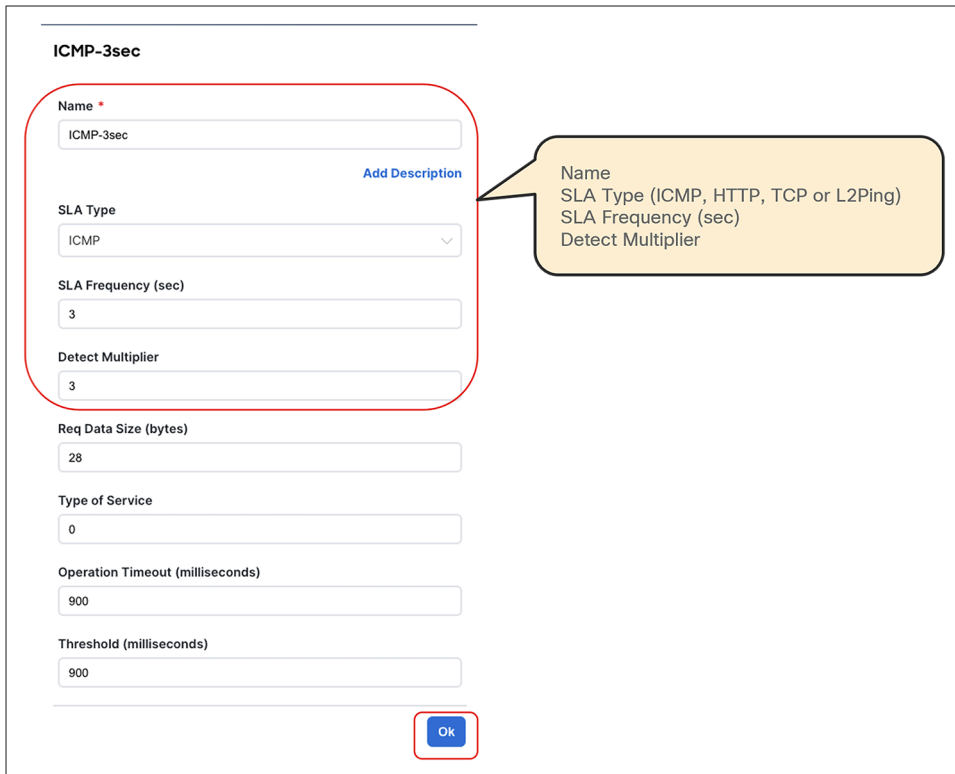 ICMP-3sec
Name *
ICMP-3sec
Add Description
SLA Type
ICMP
SLA Frequency (sec)
3
Detect Multiplier
3
Req Data Size (bytes)
28
Type of Service
0
Operation Timeout (milliseconds)
900
Threshold (milliseconds)
900
Ok
Name
SLA Type (ICMP, HTTP, TCP or L2Ping)
SLA Frequency (sec)
Detect Multiplier